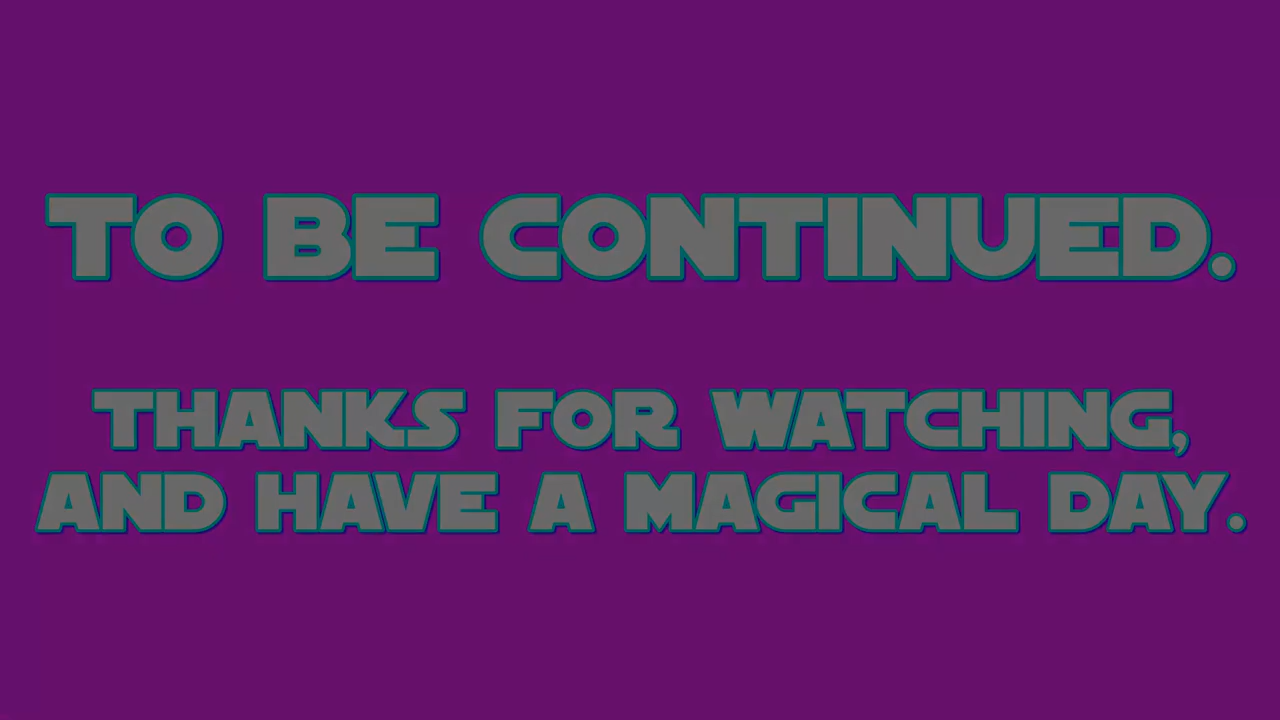 TO BE CONTINUED.
THANKS FOR WATCHING,
AND HAVE A MAGICAL DAY.